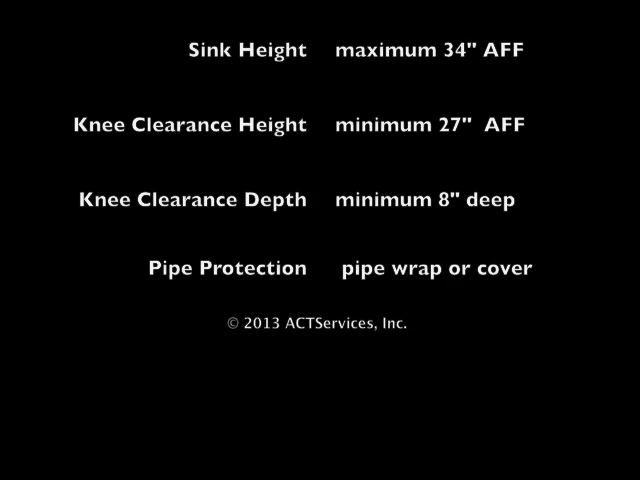 Sink Height maximum 34" AFF
Knee Clearance Height minimum 27" AFF
Knee Clearance Depth minimum 8" deep
Pipe Protection pipe wrap or cover
© 2013 ACTServices, Inc.